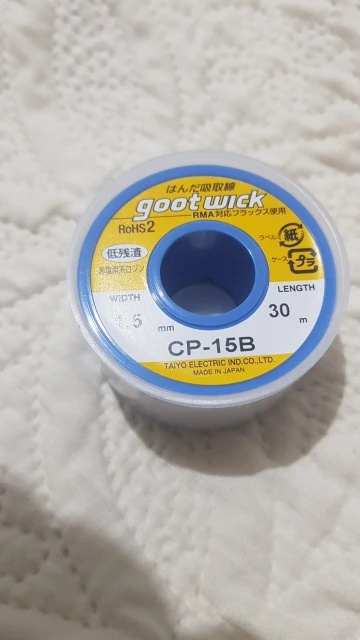 はんだ吸取線
goot wick
RMA対応フラックス使用
RoHS2
ラベル 紙
低残渣
ケース プラ
WIDTH
1.5 mm
LENGTH
30 m
CP-15B
TAIYO ELECTRIC IND.CO.,LTD.
MADE IN JAPAN